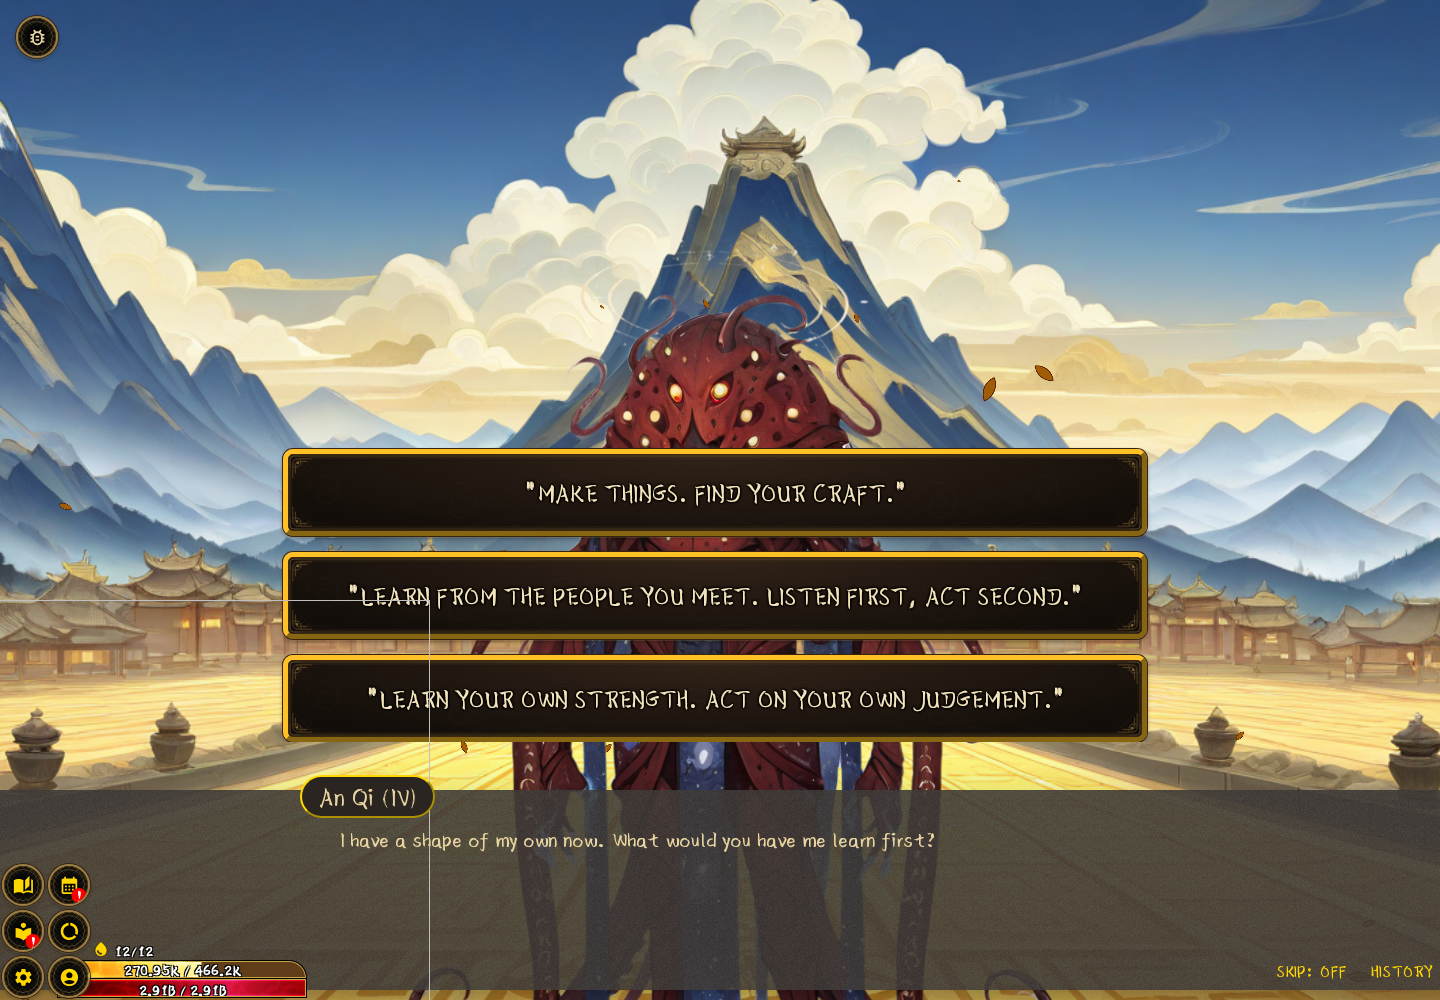 "MAKE THINGS. FIND YOUR CRAFT."
"LEARN FROM THE PEOPLE YOU MEET. LISTEN FIRST, ACT SECOND."
"LEARN YOUR OWN STRENGTH. ACT ON YOUR OWN JUDGEMENT."
An Qi (IV)
I have a shape of my own now. What would you have me learn first?
12/12
270.95K / 466.2K
2.91B / 2.91B
SKIP: OFF HISTORY